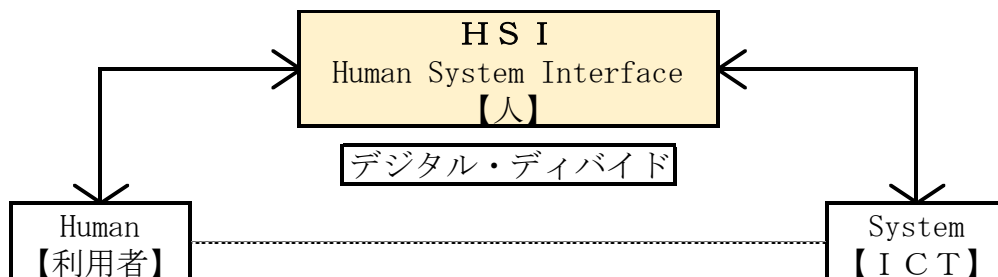 ＨＳＩ
Human System Interface
【人】
デジタル・ディバイド
Human
【利用者】
System
【ＩＣＴ】